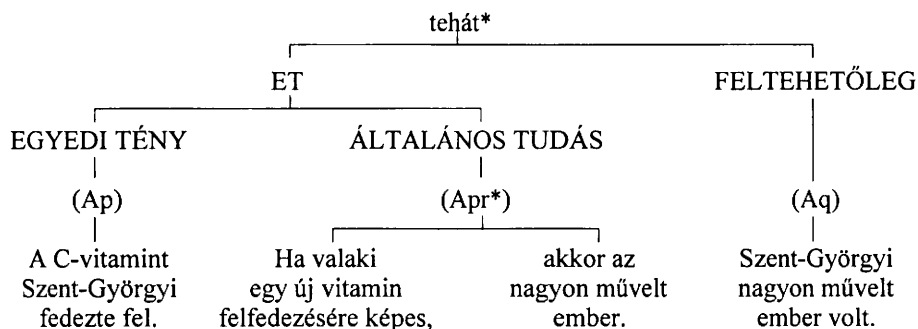 tehát*
ET FELTEHETŐLEG
EGYEDI TÉNY ÁLTALÁNOS TUDÁS
(Ap) (Apr*) (Aq)
A C-vitamint Ha valaki akkor az Szent-Györgyi
Szent-Györgyi egy új vitamin nagyon művelt nagyon művelt
fedezte fel. felfedezésére képes, ember. ember volt.